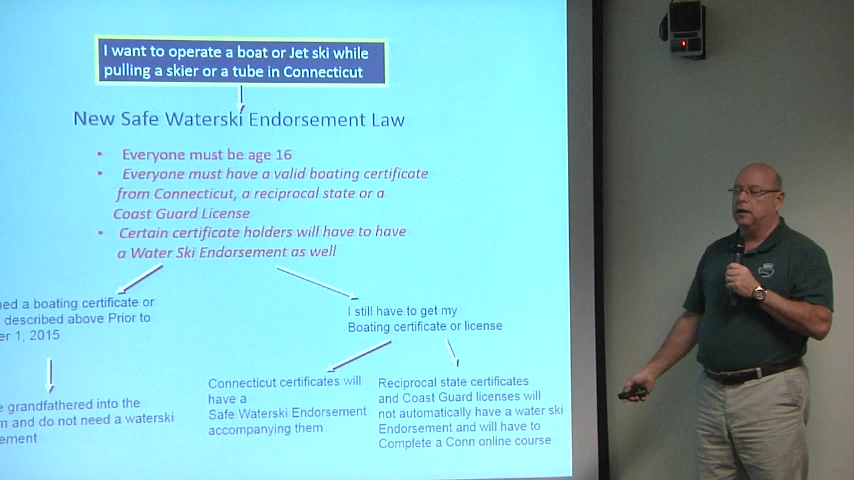 I want to operate a boat or Jet ski while
pulling a skier or a tube in Connecticut
New Safe Waterski Endorsement Law
• Everyone must be age 16
• Everyone must have a valid boating certificate
from Connecticut, a reciprocal state or a
Coast Guard License
• Certain certificate holders will have to have
a Water Ski Endorsement as well
a boating certificate or
described above Prior to
1, 2015
grandfathered into the
and do not need a waterski
I still have to get my
Boating certificate or license
Connecticut certificates will
have a
Safe Waterski Endorsement
accompanying them
Reciprocal state certificates
and Coast Guard licenses will
not automatically have a water ski
Endorsement and will have to
Complete a Conn online course